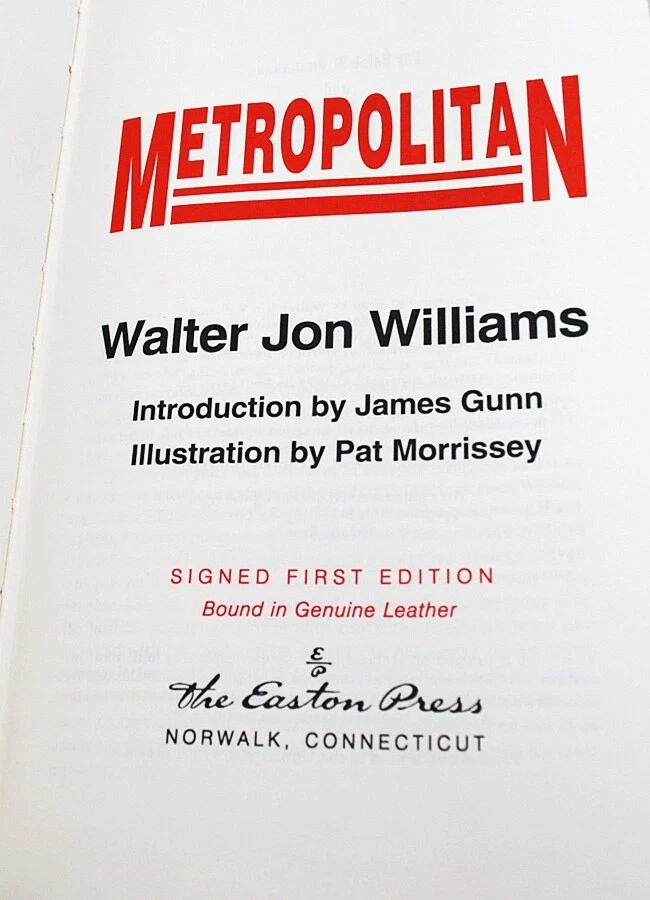 METROPOLITAN
Walter Jon Williams
Introduction by James Gunn
Illustration by Pat Morrissey
SIGNED FIRST EDITION
Bound in Genuine Leather
E
P
The Easton Press
NORWALK, CONNECTICUT